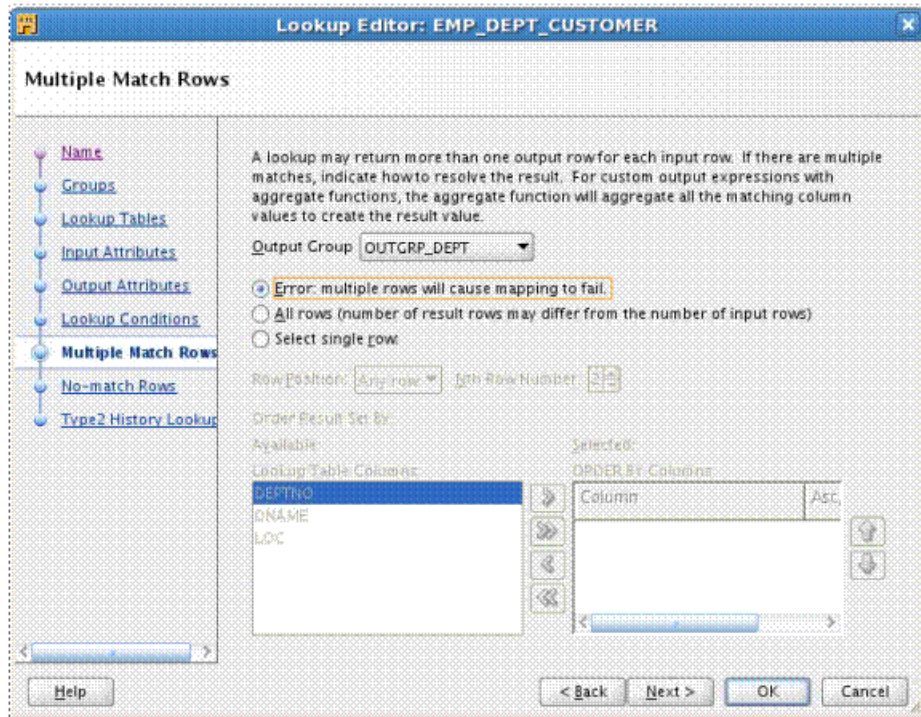 Lookup Editor: EMP_DEPT_CUSTOMER
Multiple Match Rows
Name
Groups
Lookup Tables
Input Attributes
Output Attributes
Lookup Conditions
Multiple Match Rows
No-match Rows
Type2 History Lookup
A lookup may return more than one output row for each input row. If there are multiple
matches, indicate how to resolve the result. For custom output expressions with
aggregate functions, the aggregate function will aggregate all the matching column
values to create the result value.
Output Group OUTGRP_DEPT
Error: multiple rows will cause mapping to fail.
All rows (number of result rows may differ from the number of input rows)
Select single row.
Row Position: Any row Nth Row Number: 2
Order Result Set By:
Available: Selected:
Lookup Table Columns: ORDER BY Columns:
DEPTNO
DNAME
LOC
Column Asc,
Help < Back Next > OK Cancel